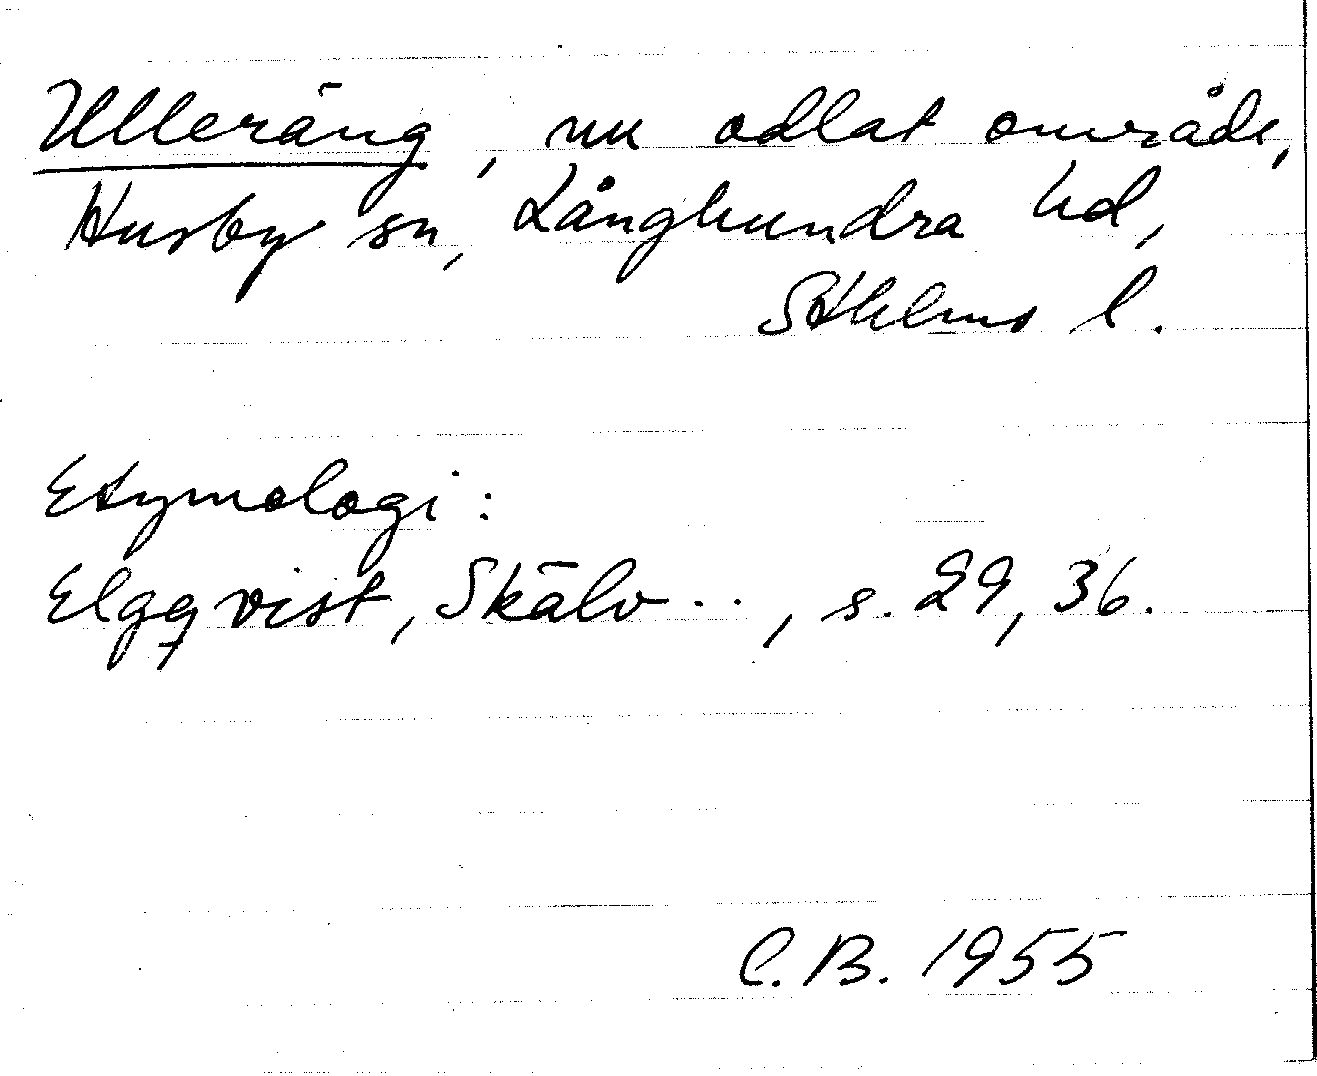 Ulleräng, nu odlat område,
Husby sn, Långhundra hd,
Sthlms l.
Etymologi:
Elgqvist, Skälv..., s. 29, 36.
C.B. 1955